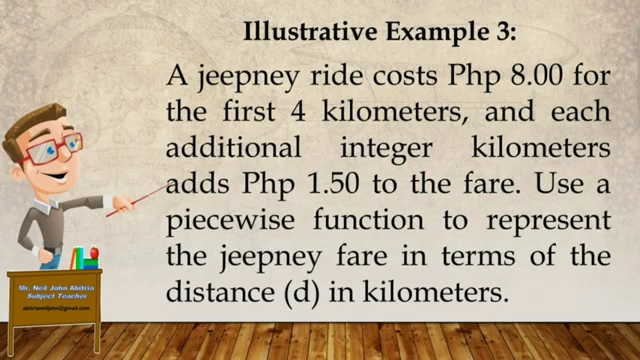 Illustrative Example 3:
A jeepney ride costs Php 8.00 for
the first 4 kilometers, and each
additional integer kilometers
adds Php 1.50 to the fare. Use a
piecewise function to represent
the jeepney fare in terms of the
distance (d) in kilometers.
Mr. Neil John Abitria
Subject Teacher